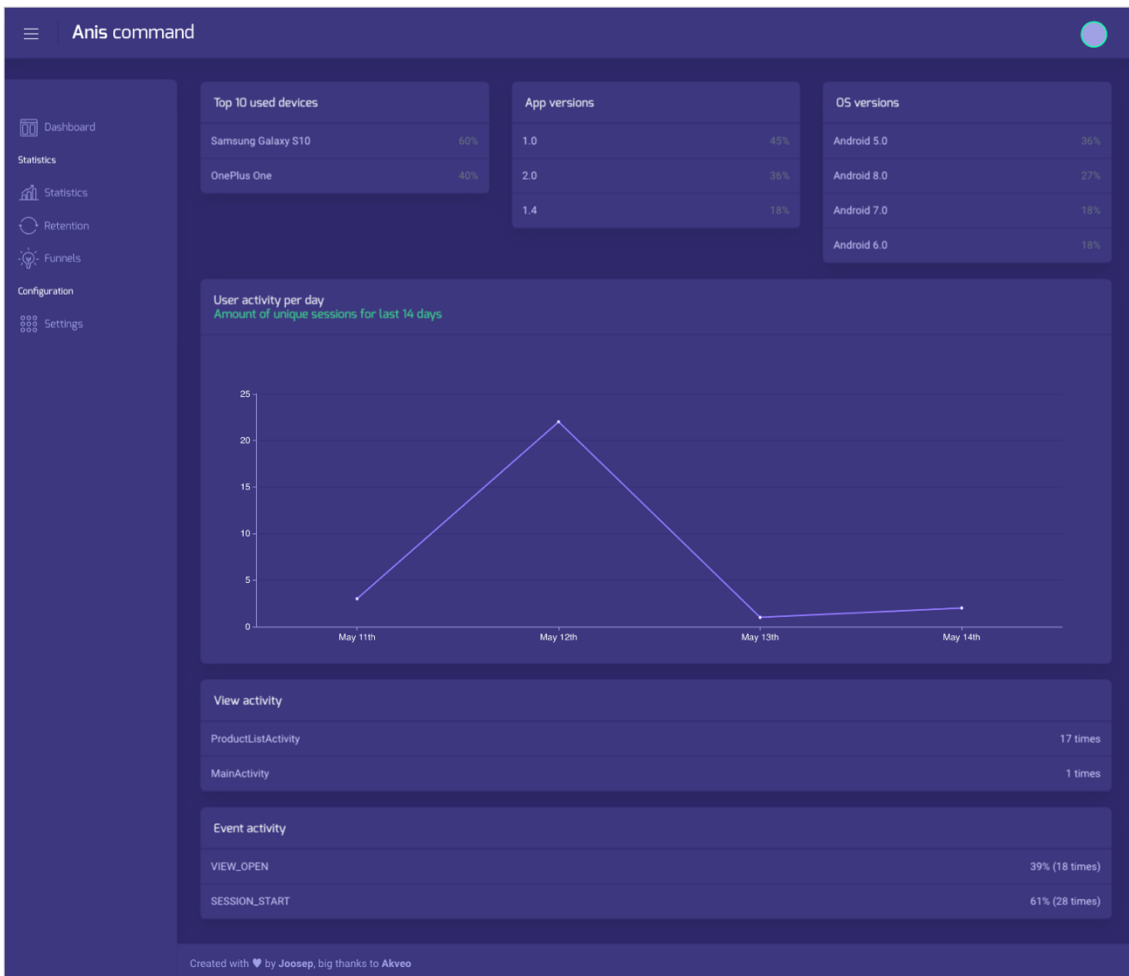 Anis command
Dashboard
Statistics
Statistics
Retention
Funnels
Configuration
Settings
Top 10 used devices
Samsung Galaxy S10 60%
OnePlus One 40%
App versions
1.0 45%
2.0 36%
1.4 18%
OS versions
Android 5.0 36%
Android 8.0 27%
Android 7.0 18%
Android 6.0 18%
User activity per day
Amount of unique sessions for last 14 days
25
20
15
10
5
0
May 11th May 12th May 13th May 14th
View activity
ProductListActivity 17 times
MainActivity 1 times
Event activity
VIEW_OPEN 39% (18 times)
SESSION_START 61% (28 times)
Created with ♥ by Joosep, big thanks to Akveo